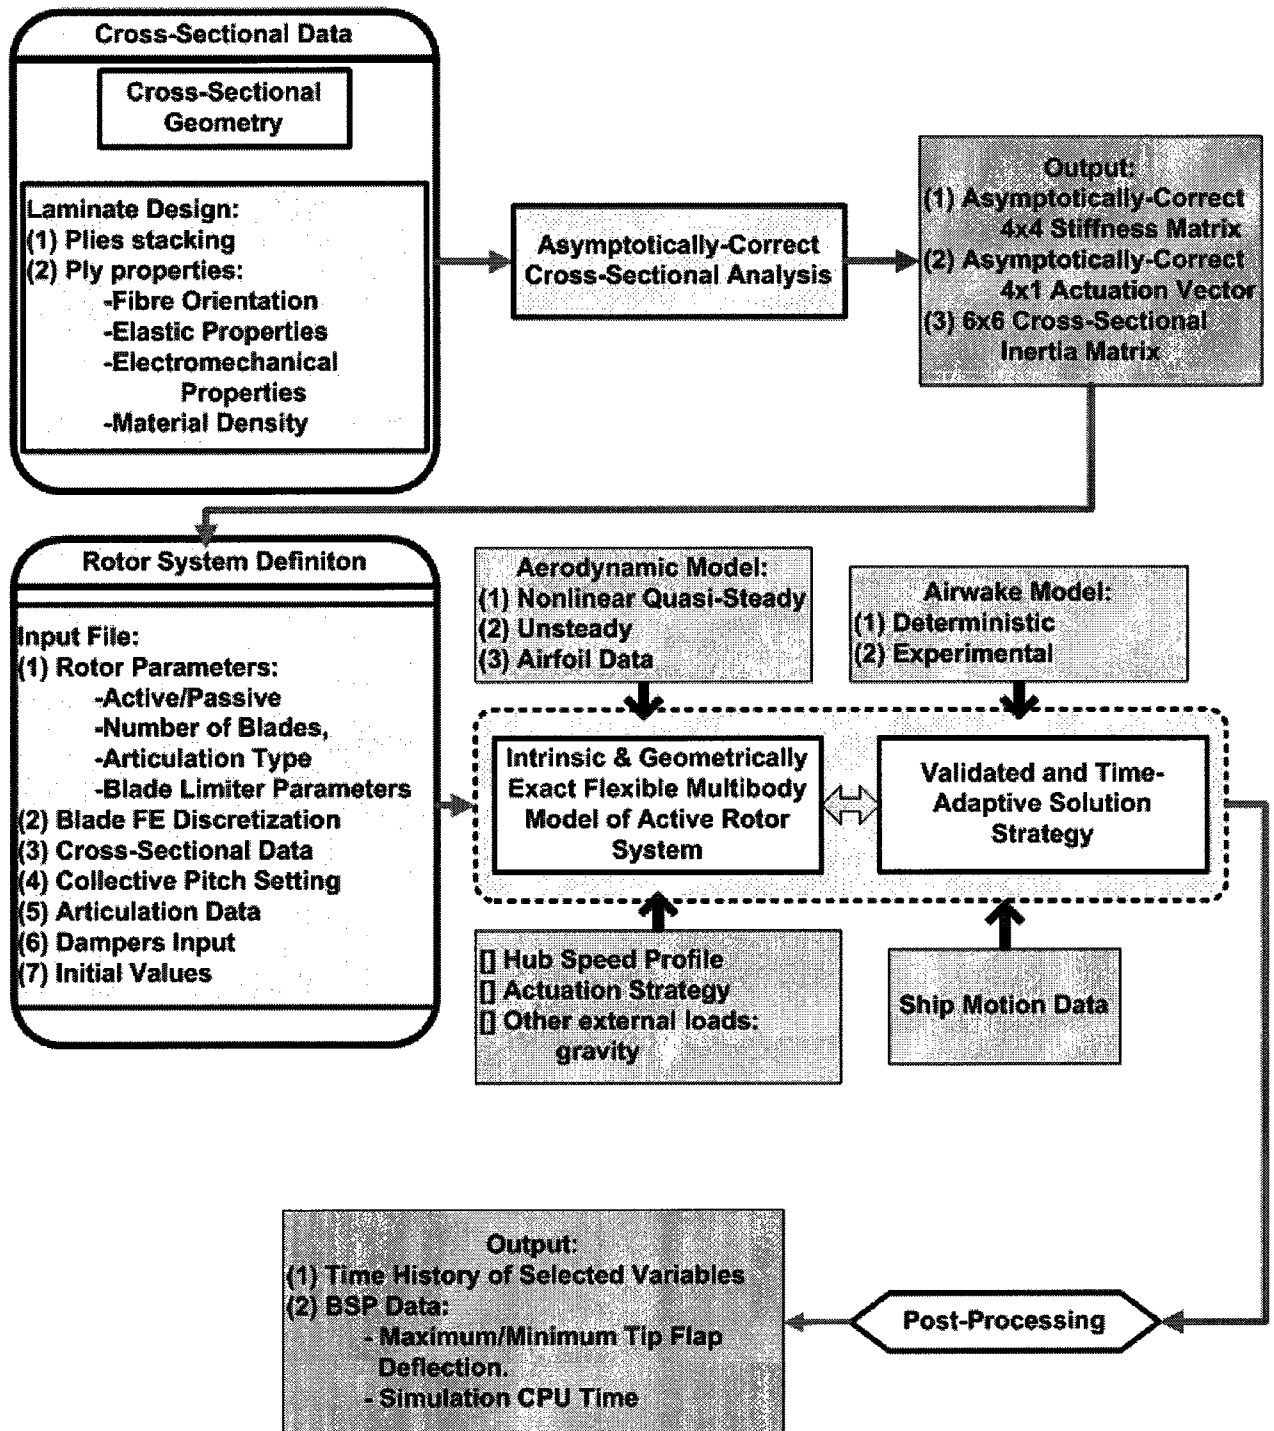 Cross-Sectional Data
Cross-Sectional
Geometry
Laminate Design:
(1) Plies stacking
(2) Ply properties:
-Fibre Orientation
-Elastic Properties
-Electromechanical
Properties
-Material Density
Asymptotically-Correct
Cross-Sectional Analysis
Output:
(1) Asymptotically-Correct
4x4 Stiffness Matrix
(2) Asymptotically-Correct
4x1 Actuation Vector
(3) 6x6 Cross-Sectional
Inertia Matrix
Rotor System Definiton
Input File:
(1) Rotor Parameters:
-Active/Passive
-Number of Blades,
-Articulation Type
-Blade Limiter Parameters
(2) Blade FE Discretization
(3) Cross-Sectional Data
(4) Collective Pitch Setting
(5) Articulation Data
(6) Dampers Input
(7) Initial Values
Aerodynamic Model:
(1) Nonlinear Quasi-Steady
(2) Unsteady
(3) Airfoil Data
Airwake Model:
(1) Deterministic
(2) Experimental
Intrinsic & Geometrically
Exact Flexible Multibody
Model of Active Rotor
System
Validated and Time-
Adaptive Solution
Strategy
[] Hub Speed Profile
[] Actuation Strategy
[] Other external loads:
gravity
Ship Motion Data
Output:
(1) Time History of Selected Variables
(2) BSP Data:
- Maximum/Minimum Tip Flap
Deflection.
- Simulation CPU Time
Post-Processing